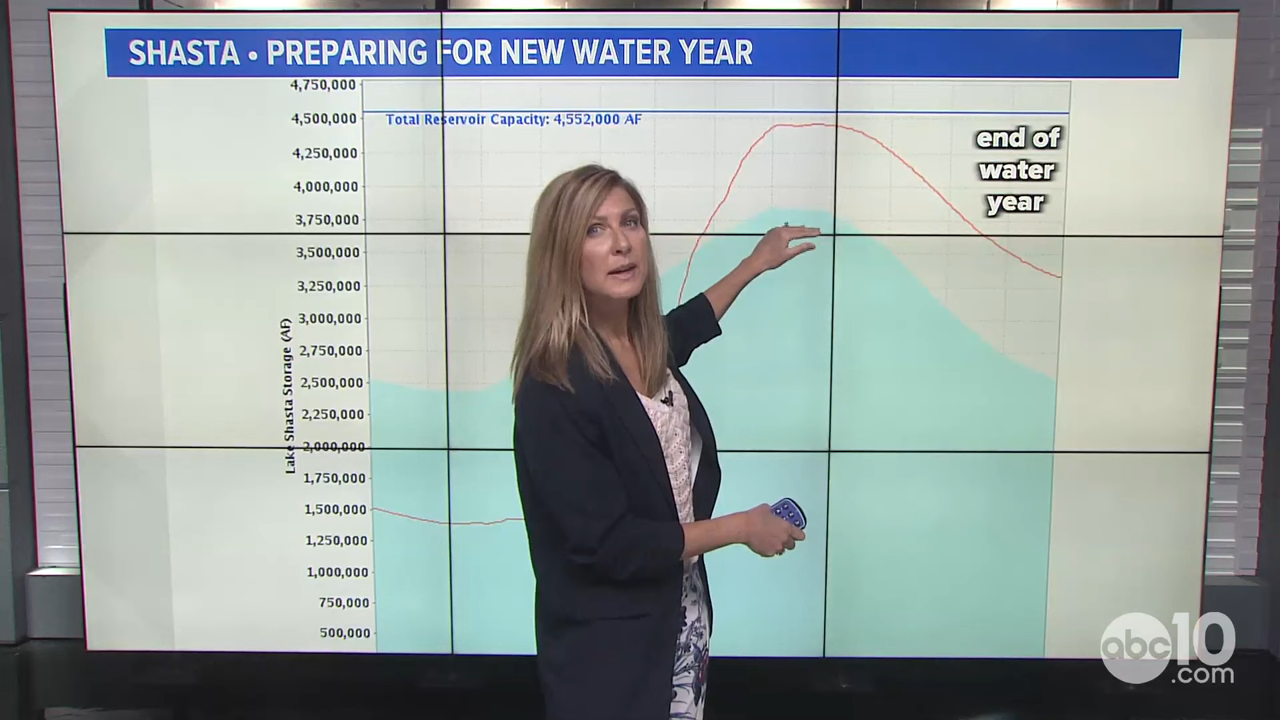 SHASTA • PREPARING FOR NEW WATER YEAR
4,750,000
4,500,000
Total Reservoir Capacity: 4,552,000 AF
4,250,000
4,000,000
3,750,000
3,500,000
3,250,000
3,000,000
2,750,000
2,500,000
2,250,000
2,000,000
1,750,000
1,500,000
1,250,000
1,000,000
750,000
500,000
Lake Shasta Storage (AF)
end of
water
year
abc10
.com